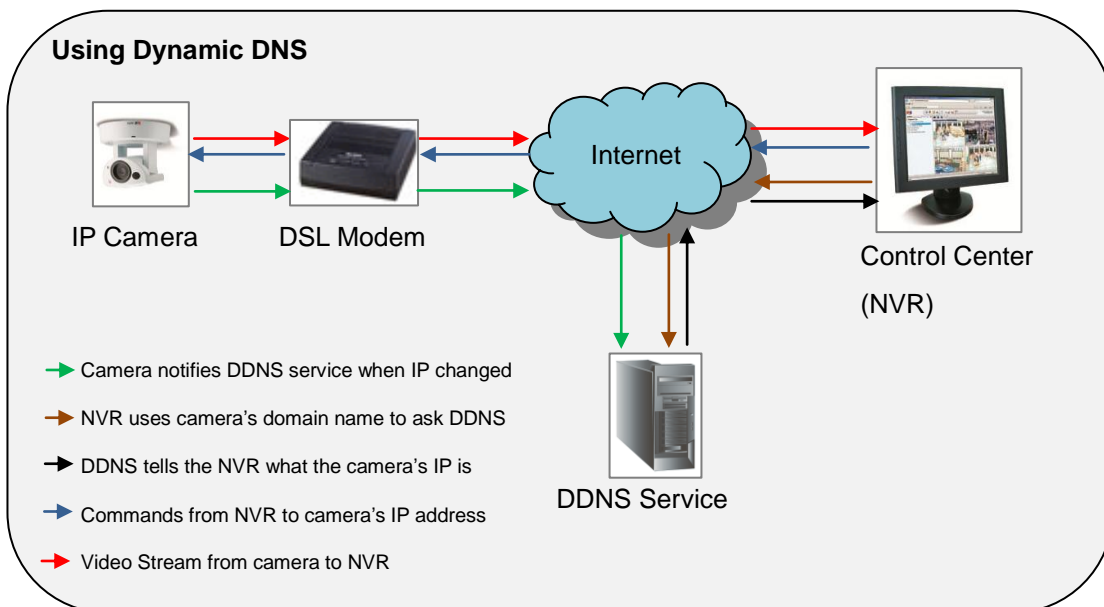 Using Dynamic DNS
Internet
IP Camera
DSL Modem
Control Center
(NVR)
Camera notifies DDNS service when IP changed
NVR uses camera's domain name to ask DDNS
DDNS tells the NVR what the camera's IP is
DDNS Service
Commands from NVR to camera's IP address
Video Stream from camera to NVR